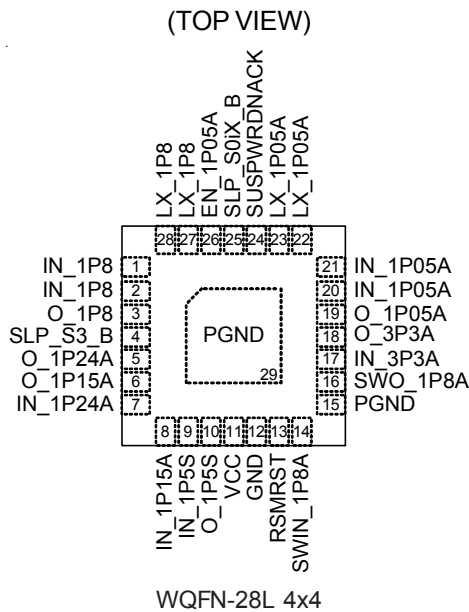 (TOP VIEW)
LX_1P8
LX_1P8
EN_1P05A
SLP_S0iX_B
SUSPWRDNACK
LX_1P05A
LX_1P05A
28 27 26 25 24 23 22
IN_1P8 1
IN_1P8 2
O_1P8 3
SLP_S3_B 4
O_1P24A 5
O_1P15A 6
IN_1P24A 7
PGND
29
21 IN_1P05A
20 IN_1P05A
19 O_1P05A
18 O_3P3A
17 IN_3P3A
16 SWO_1P8A
15 PGND
8 9 10 11 12 13 14
IN_1P15A
IN_1P5S
O_1P5S
VCC
GND
RSMRST
SWIN_1P8A
WQFN-28L 4x4